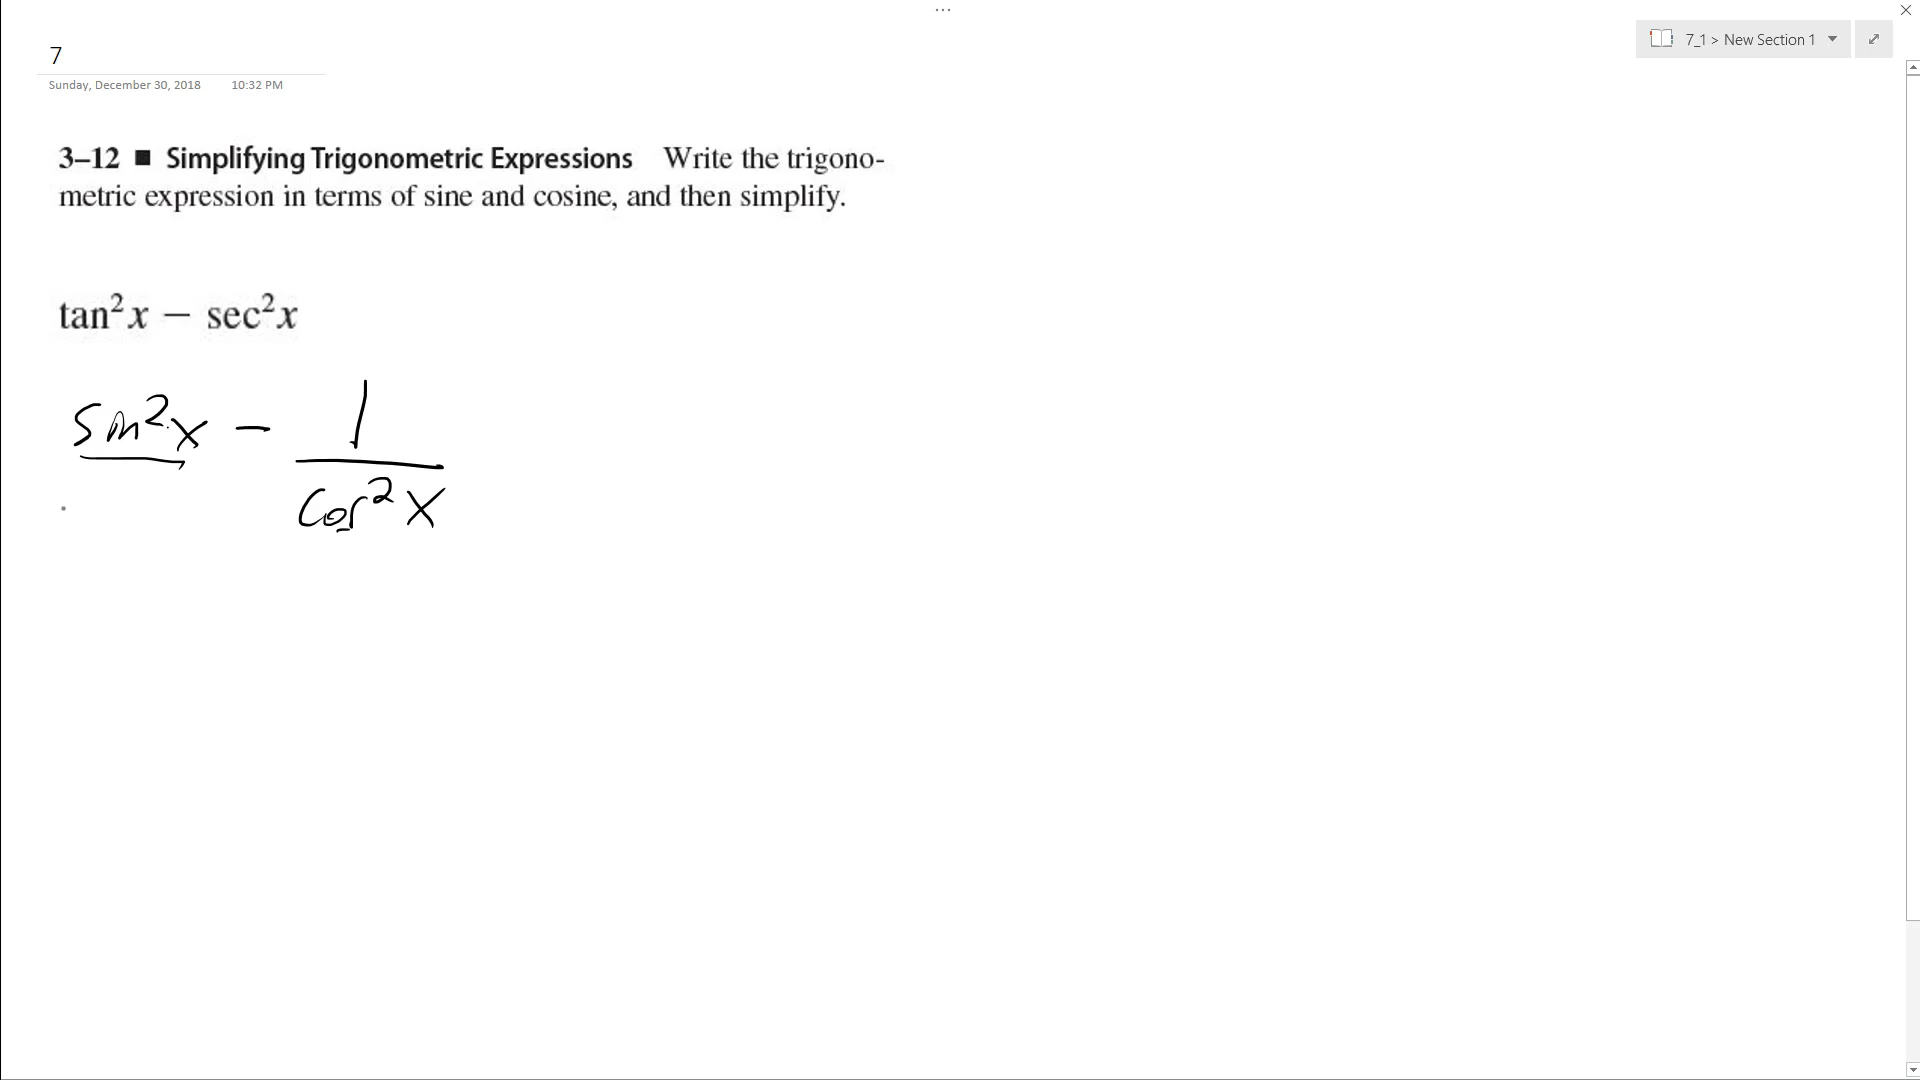 ...
7_1 > New Section 1
7
Sunday, December 30, 2018 10:32 PM
3–12 ■ Simplifying Trigonometric Expressions Write the trigono-
metric expression in terms of sine and cosine, and then simplify.
tan²x − sec²x
sin²x − 1
cos²x